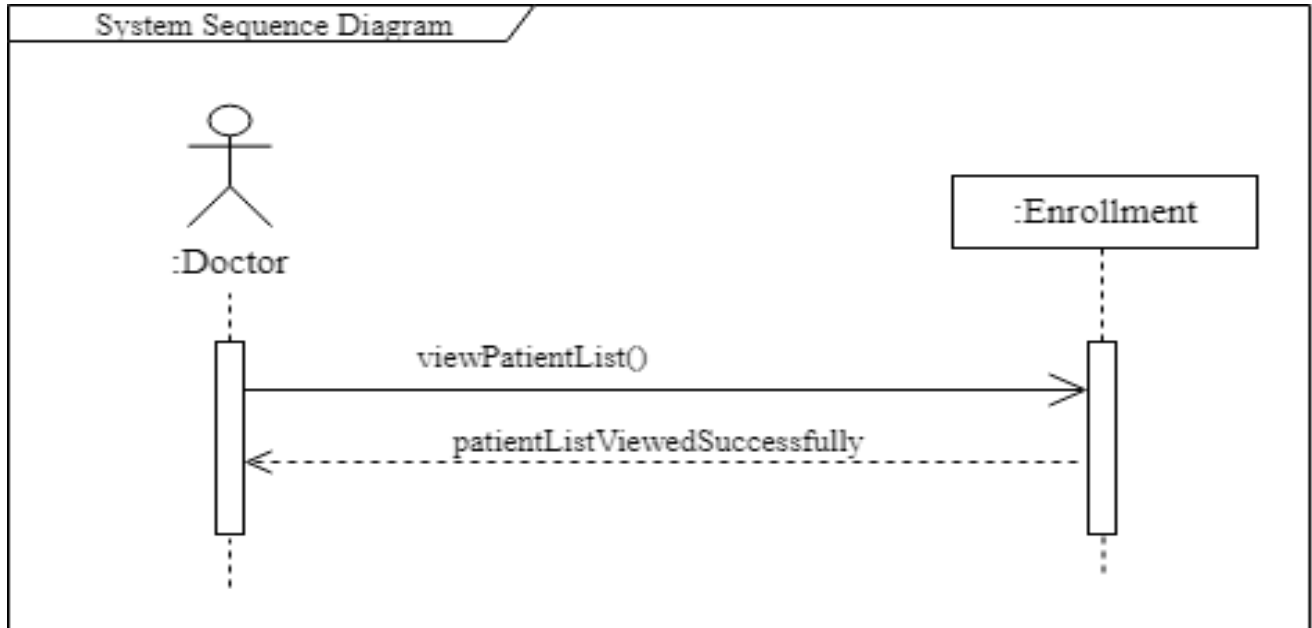 System Sequence Diagram
:Enrollment
:Doctor
viewPatientList()
patientListViewedSuccessfully